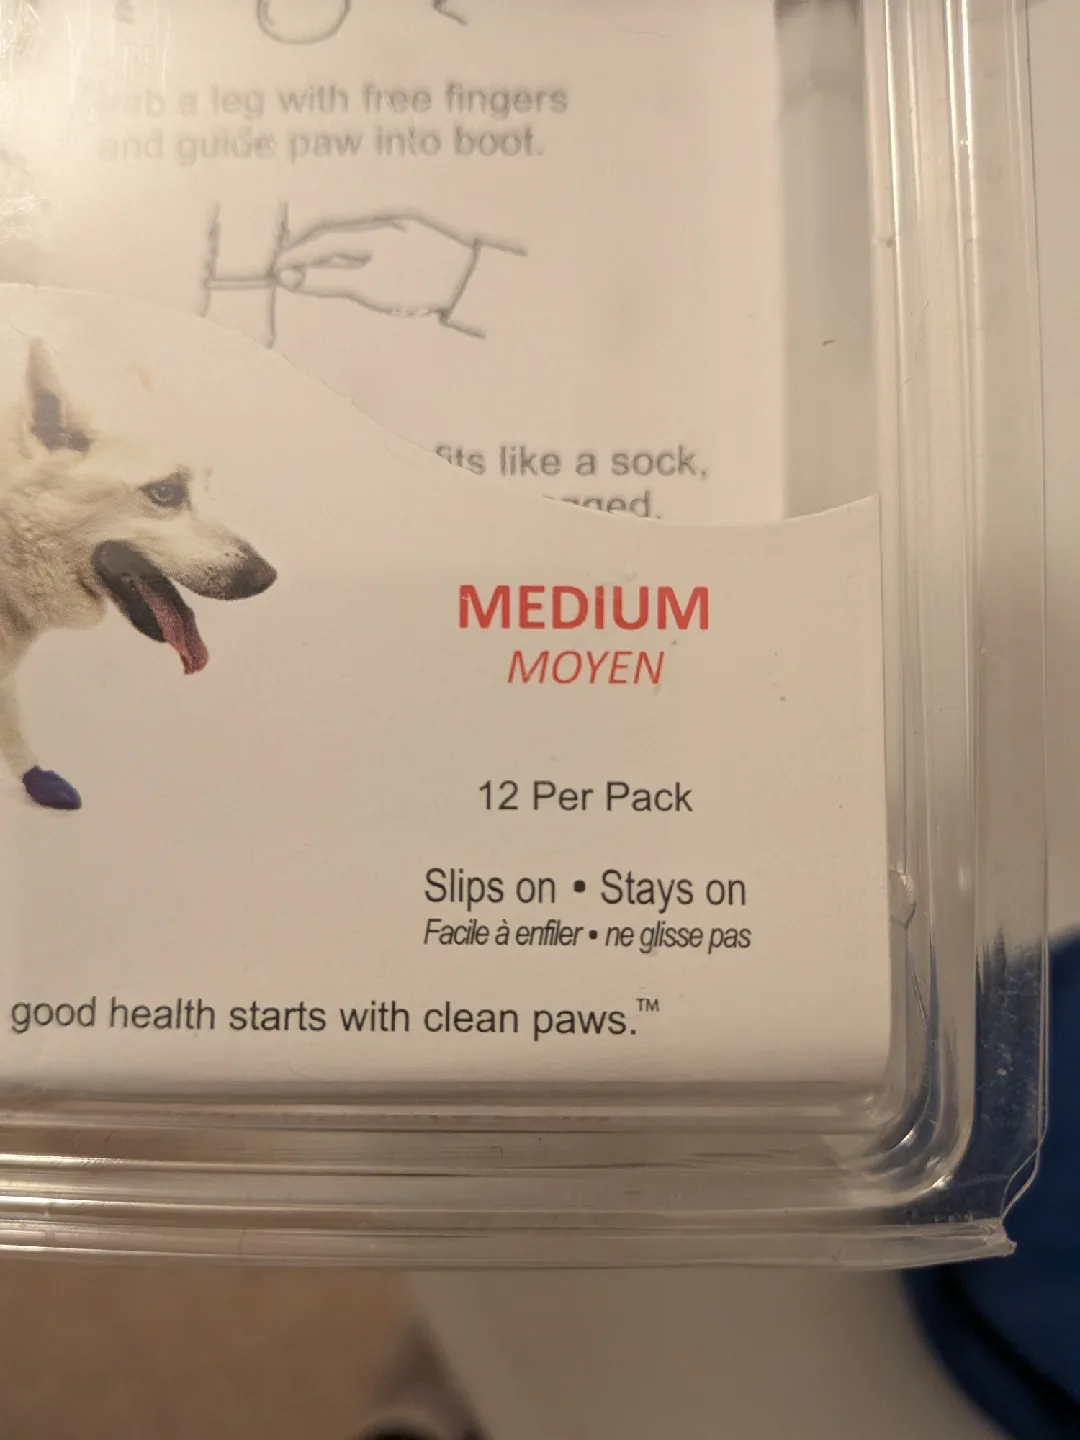 a leg with free fingers
and guide paw into boot.
fits like a sock,
MEDIUM
MOYEN
12 Per Pack
Slips on • Stays on
Facile à enfiler • ne glisse pas
good health starts with clean paws.™